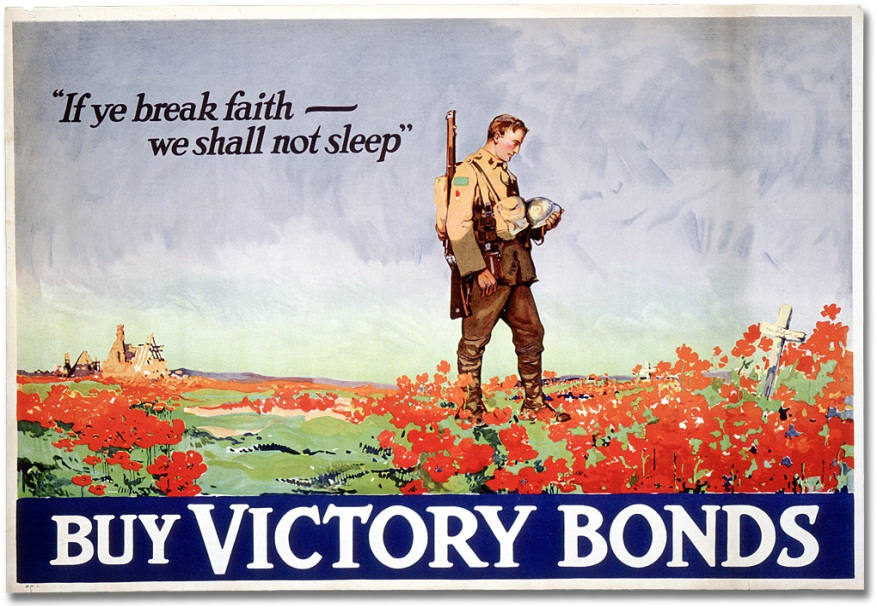 "If ye break faith —
we shall not sleep"
BUY VICTORY BONDS